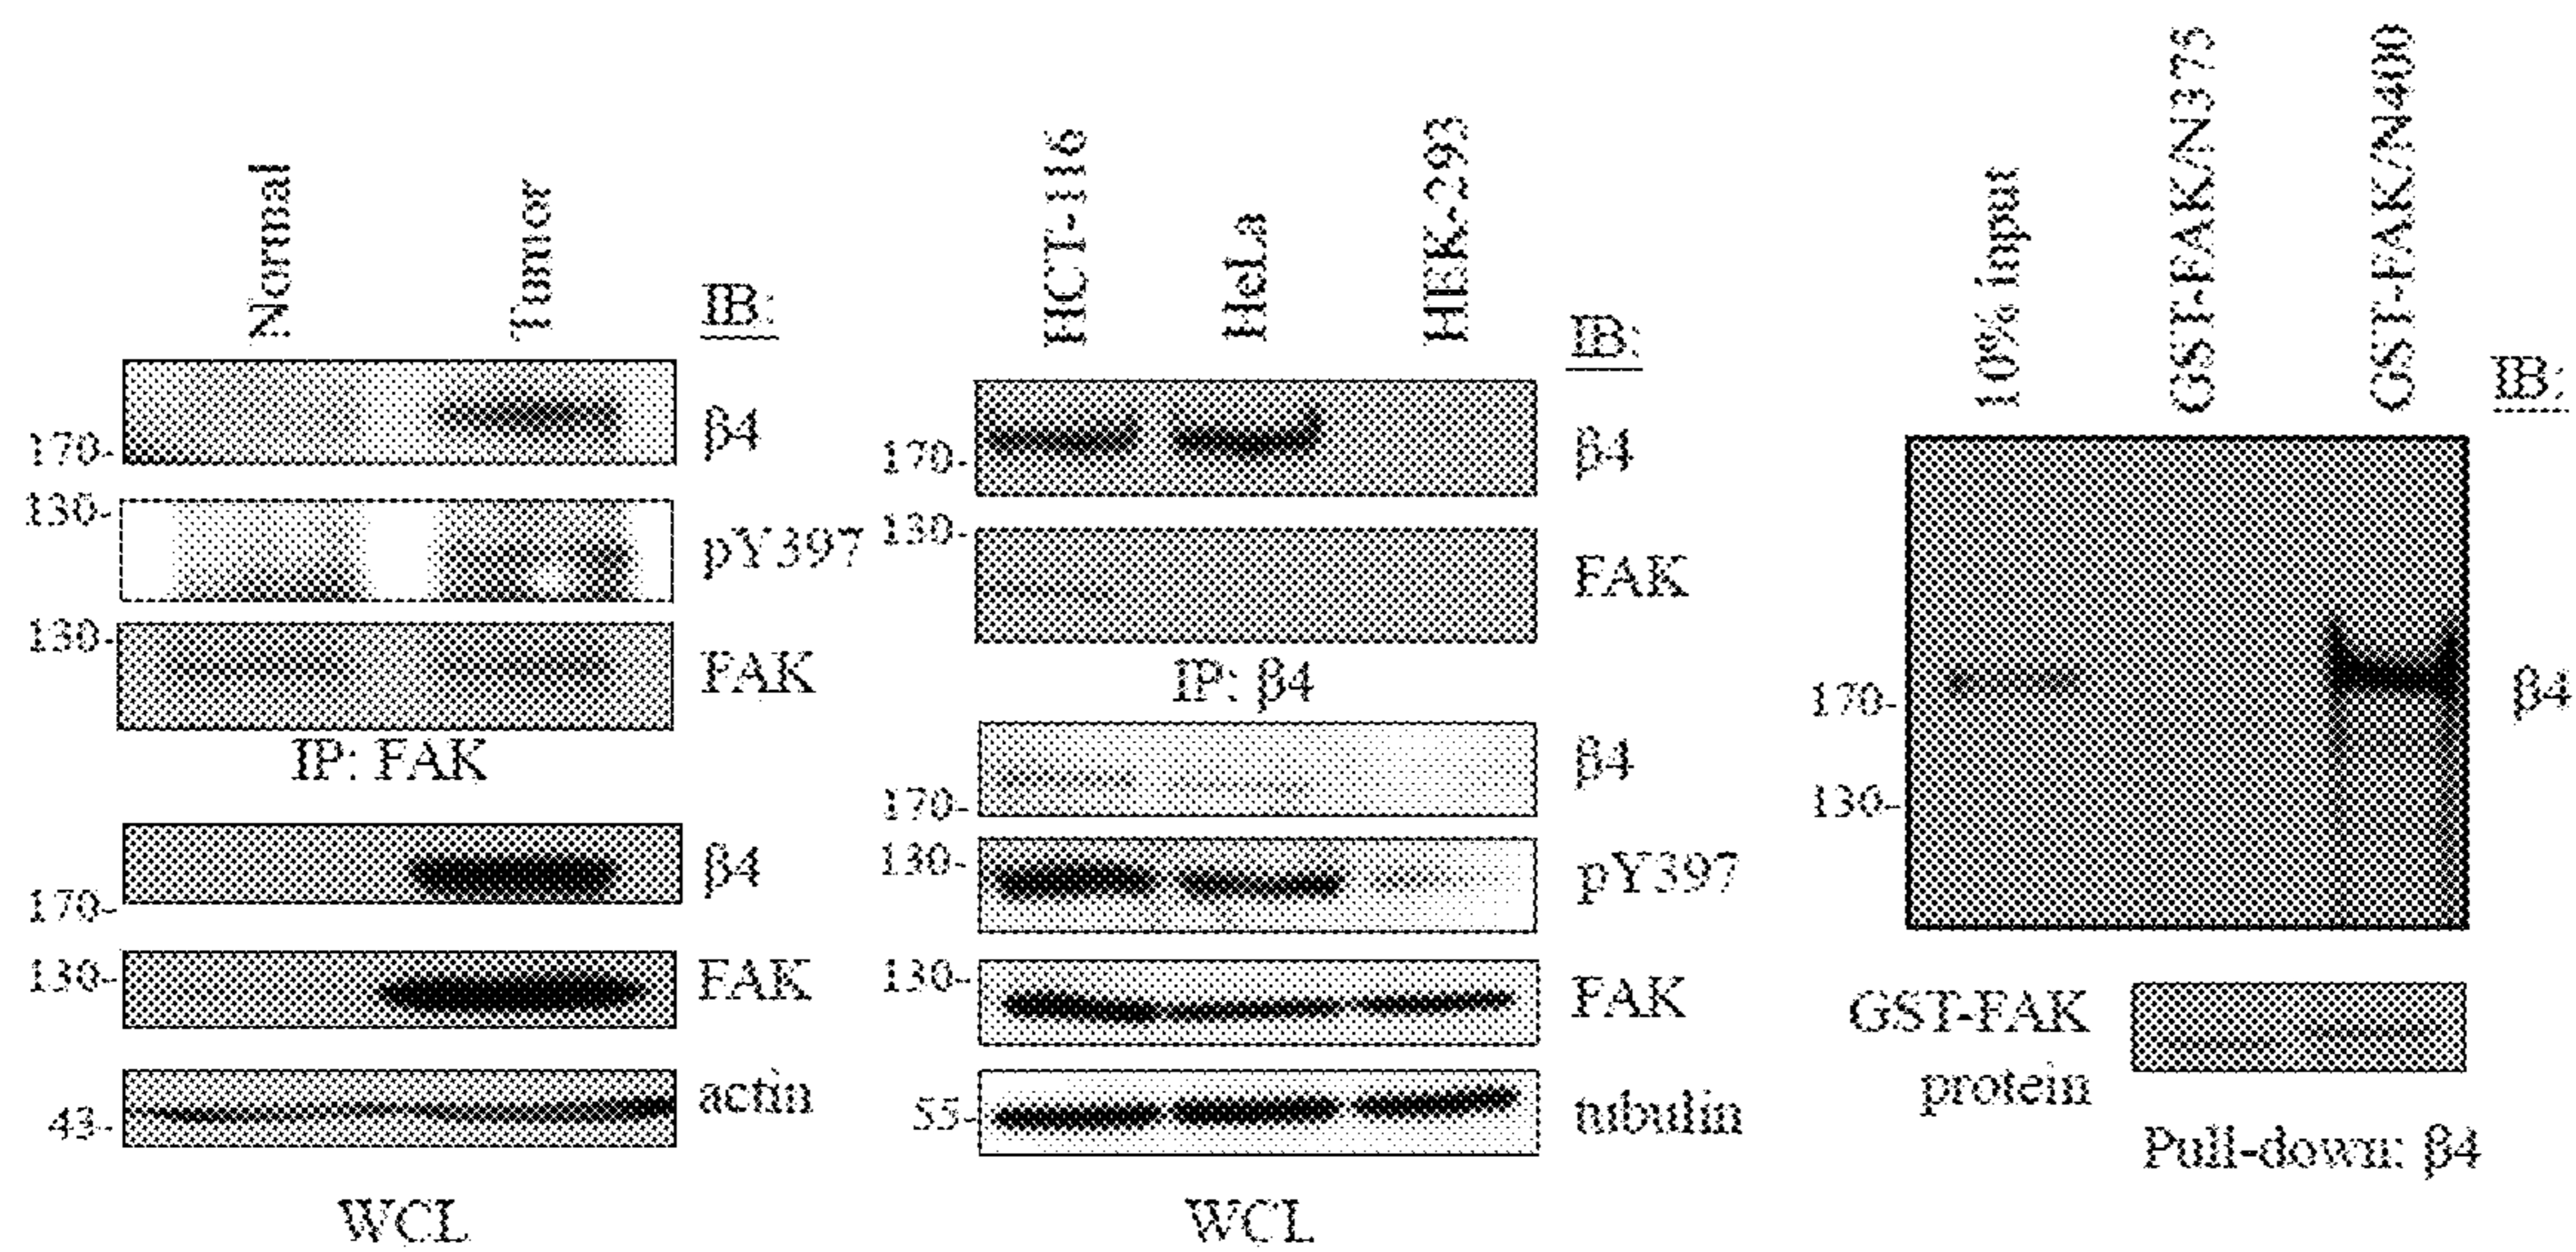 Normal
Tumor
IB:
170-
β4
130-
pY397
130-
FAK
IP: FAK
170-
β4
130-
FAK
43-
actin
WCL
HCT-116
HeLa
HEK-293
IB:
170-
β4
130-
FAK
IP: β4
170-
β4
130-
pY397
130-
FAK
55-
tubulin
WCL
10% input
GST-FAK/N375
GST-FAK/N400
IB:
170-
β4
130-
GST-FAK
protein
Pull-down: β4